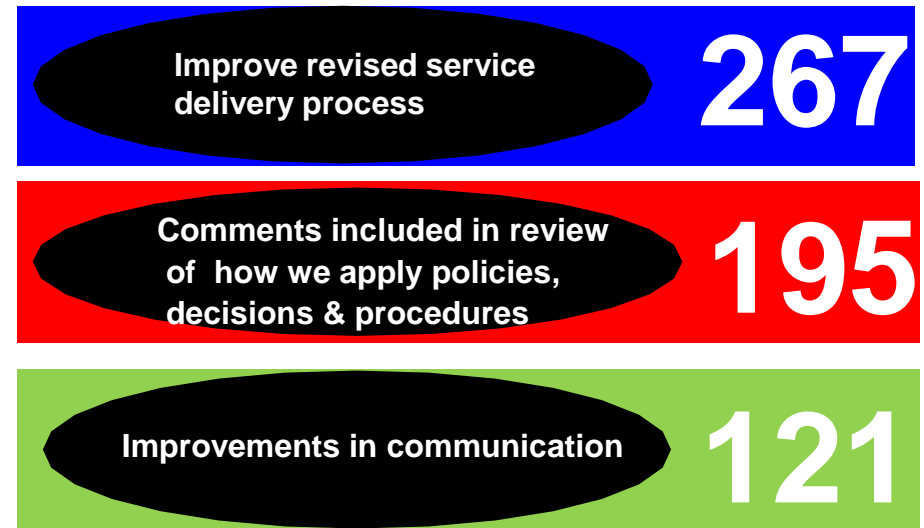 Improve revised service
delivery process
267
Comments included in review
of how we apply policies,
decisions & procedures
195
Improvements in communication
121